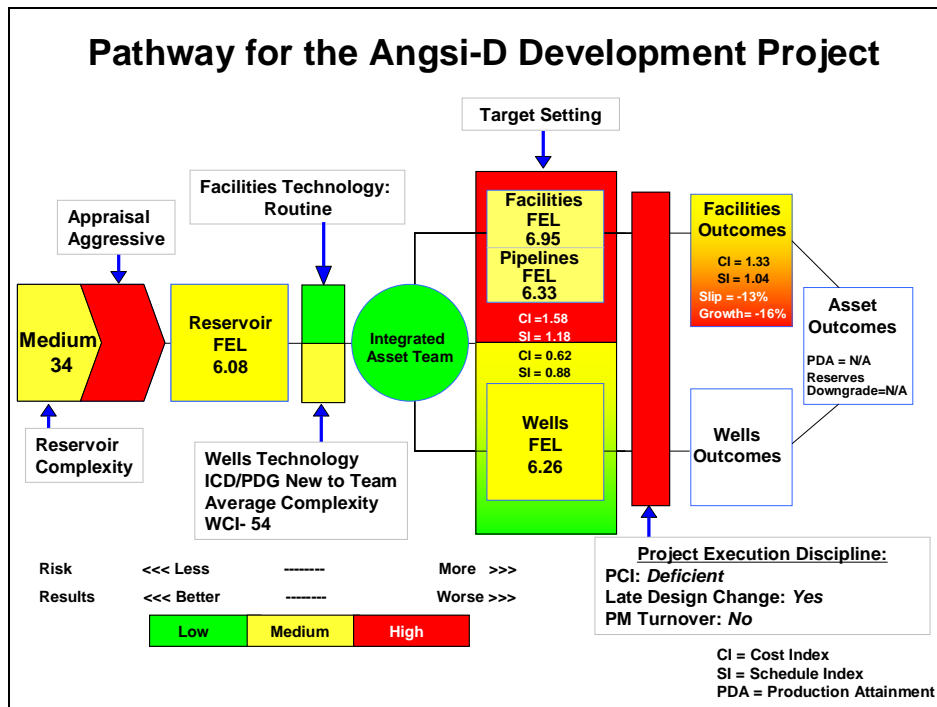 Pathway for the Angsi-D Development Project
Target Setting
Facilities Technology:
Routine
Appraisal
Aggressive
Medium
34
Reservoir
FEL
6.08
Integrated
Asset Team
Facilities
FEL
6.95
Pipelines
FEL
6.33
CI =1.58
SI = 1.18
CI = 0.62
SI = 0.88
Wells
FEL
6.26
Facilities
Outcomes
CI = 1.33
SI = 1.04
Slip = -13%
Growth= -16%
Asset
Outcomes
PDA = N/A
Reserves
Downgrade=N/A
Wells
Outcomes
Reservoir
Complexity
Wells Technology
ICD/PDG New to Team
Average Complexity
WCI- 54
Project Execution Discipline:
PCI: Deficient
Late Design Change: Yes
PM Turnover: No
Risk <<< Less -------- More >>>
Results <<< Better -------- Worse >>>
Low Medium High
CI = Cost Index
SI = Schedule Index
PDA = Production Attainment